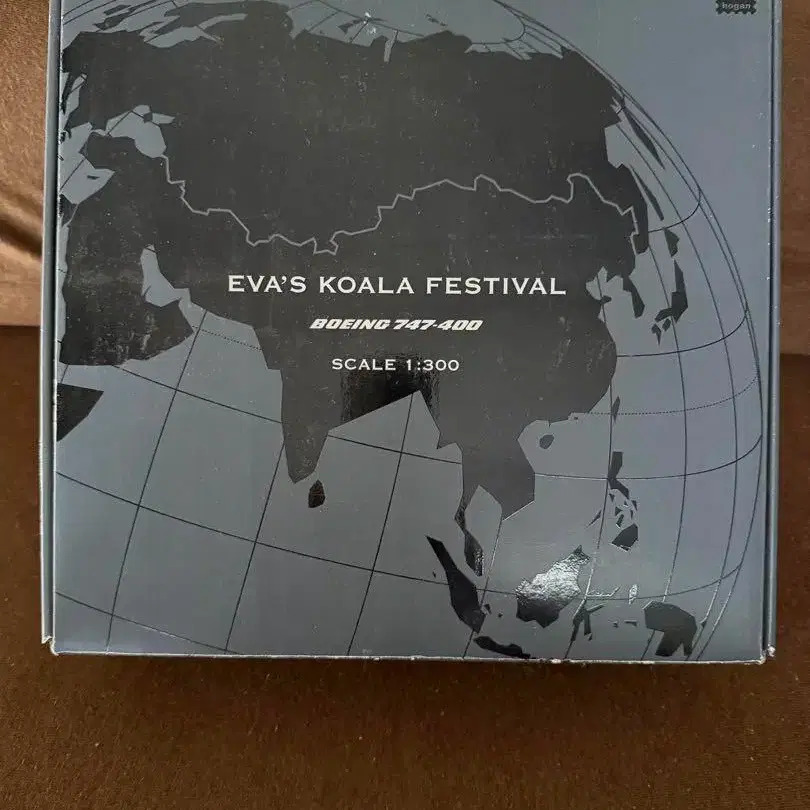 hogan
EVA'S KOALA FESTIVAL
BOEING 747-400
SCALE 1:300